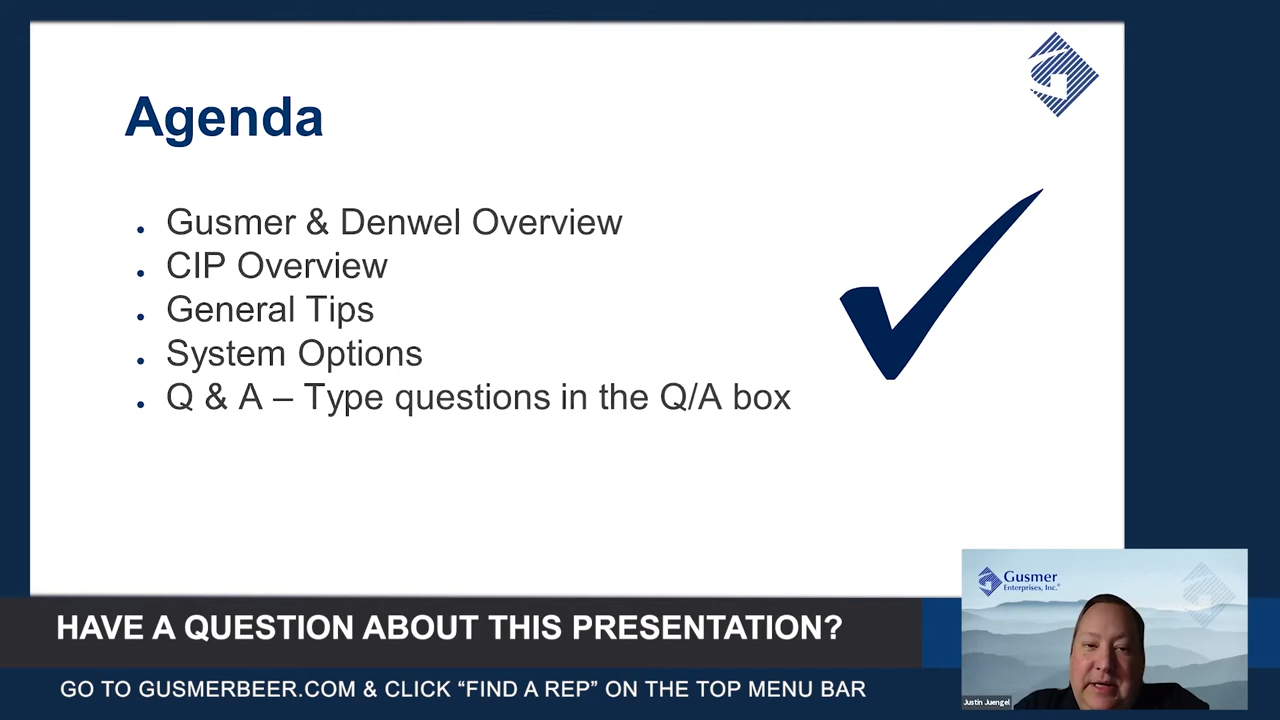 Agenda
• Gusmer & Denwel Overview
• CIP Overview
• General Tips
• System Options
• Q & A – Type questions in the Q/A box
HAVE A QUESTION ABOUT THIS PRESENTATION?
GO TO GUSMERBEER.COM & CLICK “FIND A REP” ON THE TOP MENU BAR
Gusmer
Enterprises, Inc.®
Justin Juengel